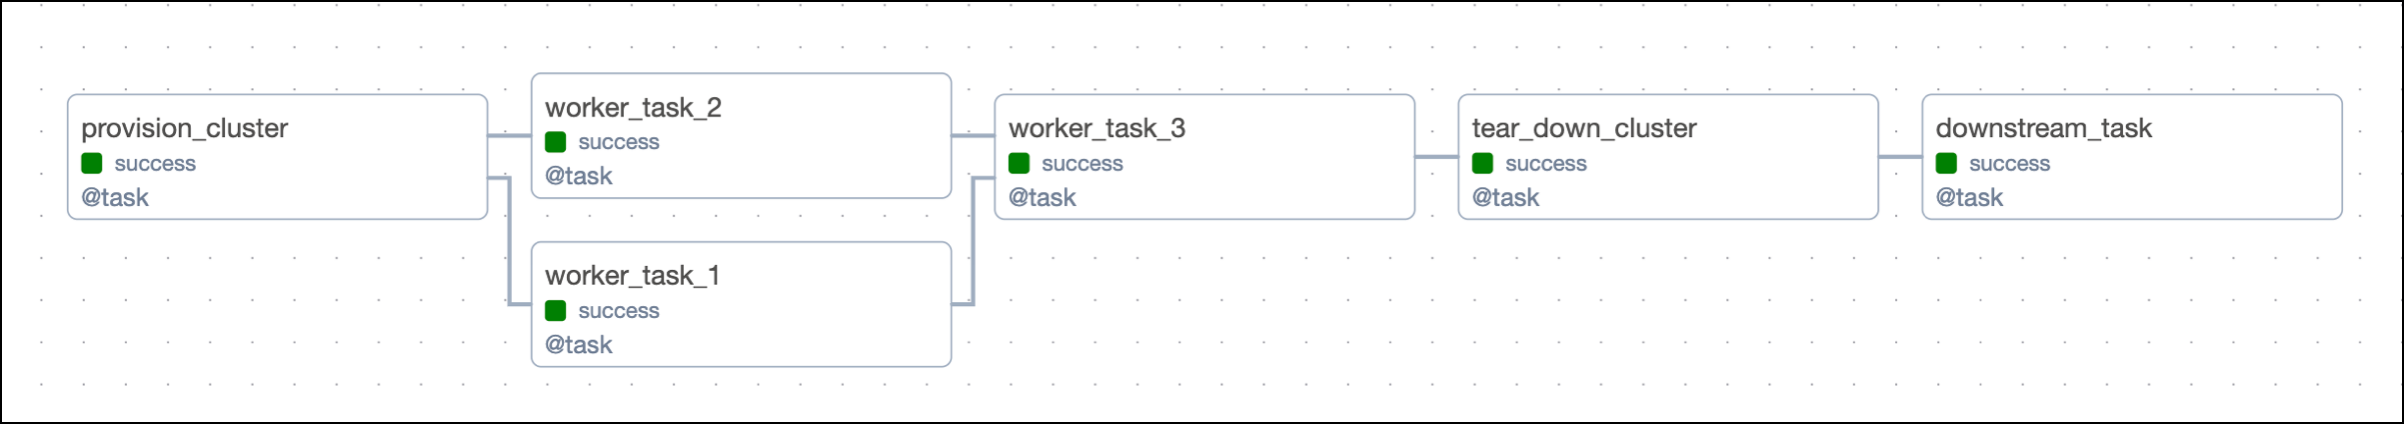 provision_cluster
success
@task
worker_task_2
success
@task
worker_task_1
success
@task
worker_task_3
success
@task
tear_down_cluster
success
@task
downstream_task
success
@task